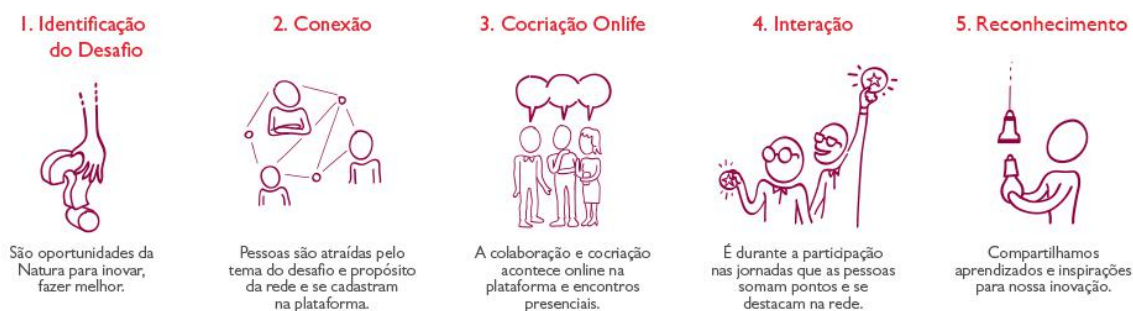 1. Identificação
do Desafio
São oportunidades da
Natura para inovar,
fazer melhor.
2. Conexão
Pessoas são atraídas pelo
tema do desafio e propósito
da rede e se cadastram
na plataforma.
3. Cocriação Onlife
A colaboração e cocriação
acontece online na
plataforma e encontros
presenciais.
4. Interação
É durante a participação
nas jornadas que as pessoas
somam pontos e se
destacam na rede.
5. Reconhecimento
Compartilhamos
aprendizados e inspirações
para nossa inovação.